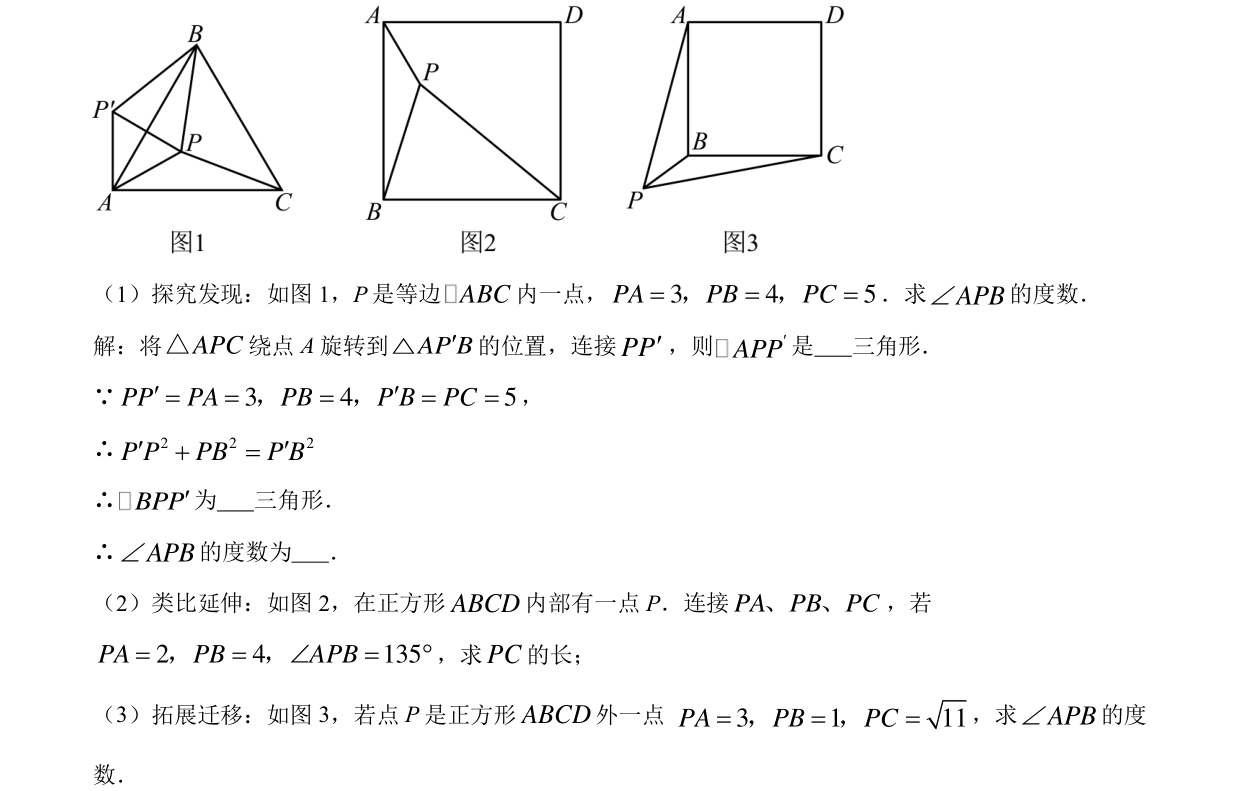 B
P′
P
A
C
图1
A
D
P
B
C
图2
A
D
B
C
P
图3
（1）探究发现：如图 1，P 是等边□ABC 内一点，PA = 3，PB = 4，PC = 5．求∠APB 的度数．
解：将△APC 绕点 A 旋转到△AP′B 的位置，连接 PP′，则□APP′ 是___三角形．
∵ PP′ = PA = 3，PB = 4，P′B = PC = 5，
∴ P′P² + PB² = P′B²
∴□BPP′ 为___三角形．
∴∠APB 的度数为___．
（2）类比延伸：如图 2，在正方形 ABCD 内部有一点 P．连接 PA、PB、PC，若
PA = 2，PB = 4，∠APB = 135°，求 PC 的长；
（3）拓展迁移：如图 3，若点 P 是正方形 ABCD 外一点 PA = 3，PB = 1，PC = √11，求∠APB 的度
数．